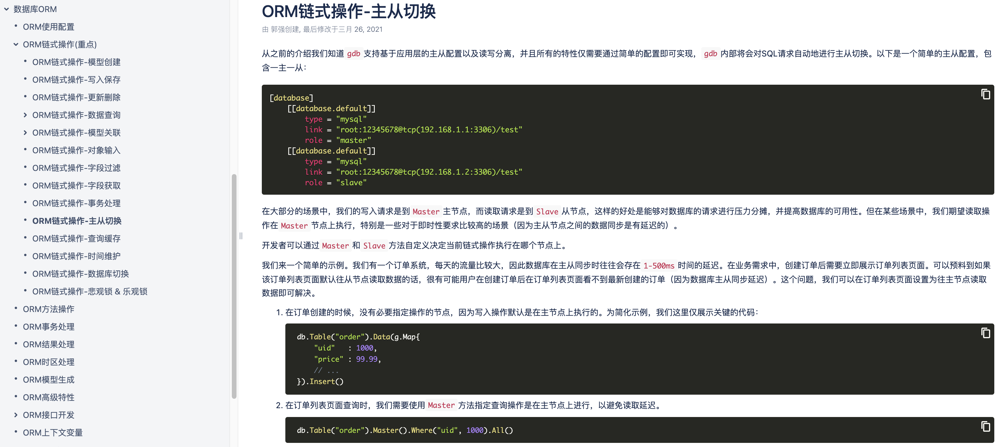 数据库ORM
ORM使用配置
ORM链式操作(重点)
ORM链式操作-模型创建
ORM链式操作-写入保存
ORM链式操作-更新删除
ORM链式操作-数据查询
ORM链式操作-模型关联
ORM链式操作-对象输入
ORM链式操作-字段过滤
ORM链式操作-字段获取
ORM链式操作-事务处理
ORM链式操作-主从切换
ORM链式操作-查询缓存
ORM链式操作-时间维护
ORM链式操作-数据库切换
ORM链式操作-悲观锁 & 乐观锁
ORM方法操作
ORM事务处理
ORM结果处理
ORM时区处理
ORM模型生成
ORM高级特性
ORM接口开发
ORM上下文变量
ORM链式操作-主从切换
由 郭强创建, 最后修改于三月 26, 2021
从之前的介绍我们知道 gdb 支持基于应用层的主从配置以及读写分离，并且所有的特性仅需要通过简单的配置即可实现， gdb 内部将会对SQL请求自动地进行主从切换。以下是一个简单的主从配置，包
含一主一从：
[database]
    [[database.default]]
        type = "mysql"
        link = "root:12345678@tcp(192.168.1.1:3306)/test"
        role = "master"
    [[database.default]]
        type = "mysql"
        link = "root:12345678@tcp(192.168.1.2:3306)/test"
        role = "slave"
在大部分的场景中，我们的写入请求是到 Master 主节点，而读取请求是到 Slave 从节点，这样的好处是能够对数据库的请求进行压力分摊，并提高数据库的可用性。但在某些场景中，我们期望读取操
作在 Master 节点上执行，特别是一些对于即时性要求比较高的场景（因为主从节点之间的数据同步是有延迟的）。
开发者可以通过 Master 和 Slave 方法自定义决定当前链式操作执行在哪个节点上。
我们来一个简单的示例。我们有一个订单系统，每天的流量比较大，因此数据库在主从同步时往往会存在 1-500ms 时间的延迟。在业务需求中，创建订单后需要立即展示订单列表页面。可以预料到如果
该订单列表页面默认往从节点读取数据的话，很有可能用户在创建订单后在订单列表页面看不到最新创建的订单（因为数据库主从同步延迟）。这个问题，我们可以在订单列表页面设置为往主节点读取
数据即可解决。
1. 在订单创建的时候，没有必要指定操作的节点，因为写入操作默认是在主节点上执行的。为简化示例，我们这里仅展示关键的代码：
db.Table("order").Data(g.Map{
    "uid"   : 1000,
    "price" : 99.99,
    // ...
}).Insert()
2. 在订单列表页面查询时，我们需要使用 Master 方法指定查询操作是在主节点上进行，以避免读取延迟。
db.Table("order").Master().Where("uid", 1000).All()